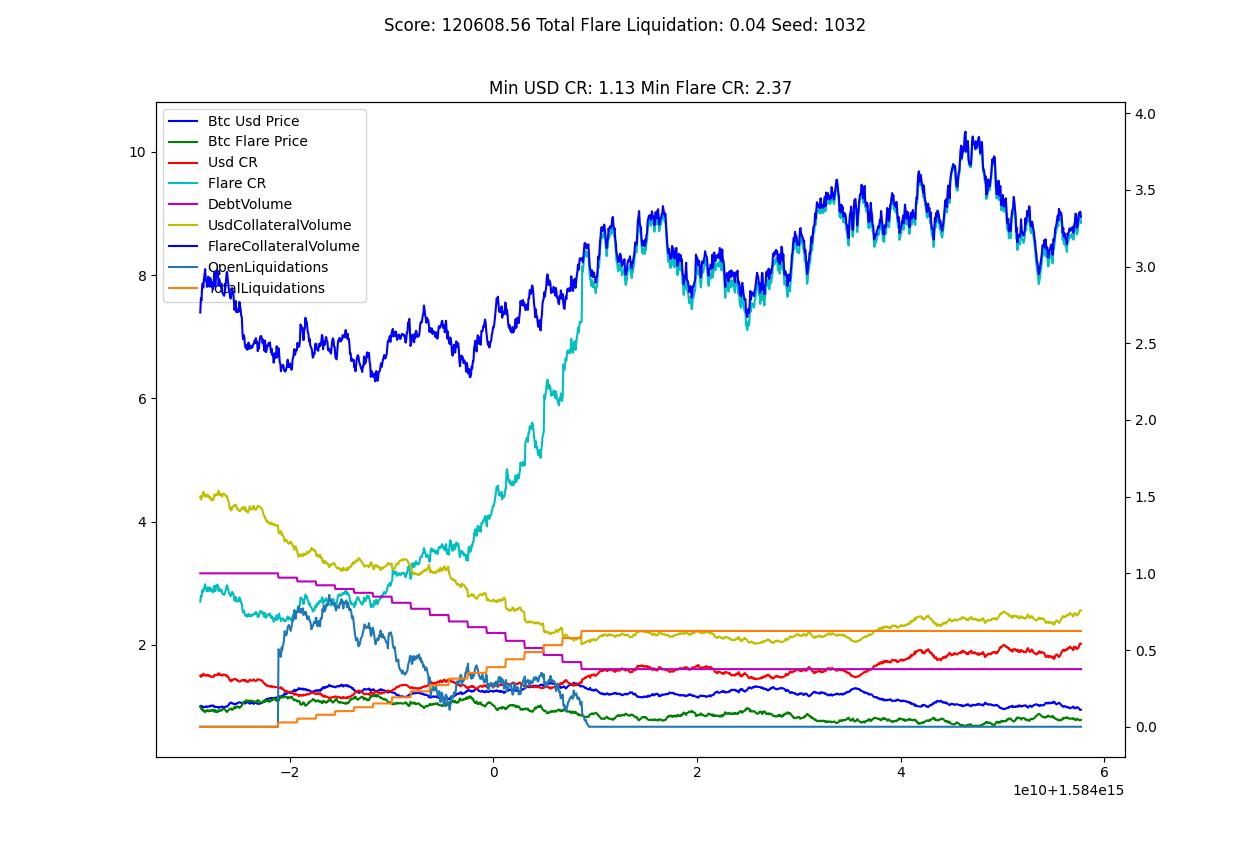 Score: 120608.56 Total Flare Liquidation: 0.04 Seed: 1032
Min USD CR: 1.13 Min Flare CR: 2.37
Btc Usd Price
Btc Flare Price
Usd CR
Flare CR
DebtVolume
UsdCollateralVolume
FlareCollateralVolume
OpenLiquidations
TotalLiquidations
10
8
6
4
2
4.0
3.5
3.0
2.5
2.0
1.5
1.0
0.5
0.0
−2 0 2 4 6
1e10+1.584e15